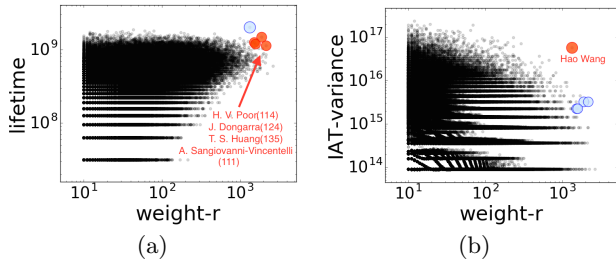 lifetime
10^9
10^8
H. V. Poor(114)
J. Dongarra(124)
T. S. Huang(135)
A. Sangiovanni-Vincentelli
(111)
10^1 10^2 10^3
weight-r
(a)
IAT-variance
10^17
10^16
10^15
10^14
Hao Wang
10^1 10^2 10^3
weight-r
(b)